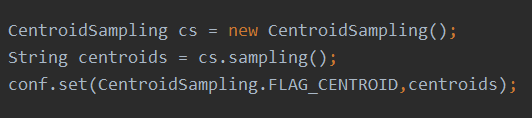 CentroidSampling cs = new CentroidSampling();
String centroids = cs.sampling();
conf.set(CentroidSampling.FLAG_CENTROID,centroids);